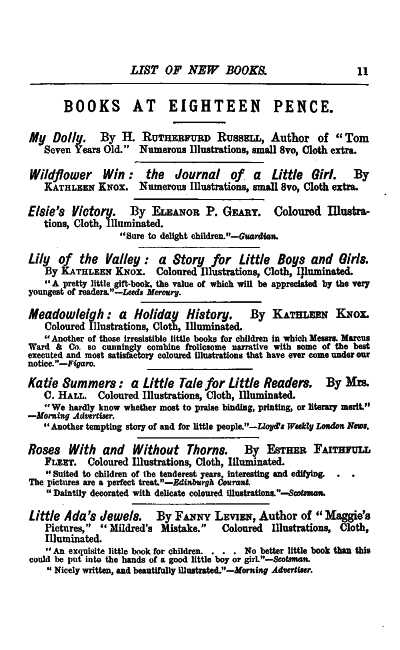 LIST OF NEW BOOKS. 11
BOOKS AT EIGHTEEN PENCE.
My Dolly. By H. RUTHERFURD RUSSELL, Author of "Tom
Seven Years Old." Numerous Illustrations, small 8vo, Cloth extra.
Wildflower Win: the Journal of a Little Girl. By
KATHLEEN KNOX. Numerous Illustrations, small 8vo, Cloth extra.
Elsie's Victory. By ELEANOR P. GEARY. Coloured Illustra-
tions, Cloth, Illuminated.
"Sure to delight children."—Guardian.
Lily of the Valley: a Story for Little Boys and Girls.
By KATHLEEN KNOX. Coloured Illustrations, Cloth, Illuminated.
"A pretty little gift-book, the value of which will be appreciated by the very
youngest of readers."—Leeds Mercury.
Meadowleigh: a Holiday History. By KATHLEEN KNOX.
Coloured Illustrations, Cloth, Illuminated.
"Another of those irresistible little books for children in which Messrs. Marcus
Ward & Co. so cunningly combine frolicsome narrative with some of the best
executed and most satisfactory coloured illustrations that have ever come under our
notice."—Figaro.
Katie Summers: a Little Tale for Little Readers. By MRS.
C. HALL. Coloured Illustrations, Cloth, Illuminated.
"We hardly know whether most to praise binding, printing, or literary merit."
—Morning Advertiser.
"Another tempting story of and for little people."—Lloyd's Weekly London News.
Roses With and Without Thorns. By ESTHER FAITHFULL
FLEET. Coloured Illustrations, Cloth, Illuminated.
"Suited to children of the tenderest years, interesting and edifying. . .
The pictures are a perfect treat."—Edinburgh Courant.
"Daintily decorated with delicate coloured illustrations."—Scotsman.
Little Ada's Jewels. By FANNY LEVIEN, Author of "Maggie's
Pictures," "Mildred's Mistake." Coloured Illustrations, Cloth,
Illuminated.
"An exquisite little book for children. . . . No better little book than this
could be put into the hands of a good little boy or girl."—Scotsman.
"Nicely written, and beautifully illustrated."—Morning Advertiser.